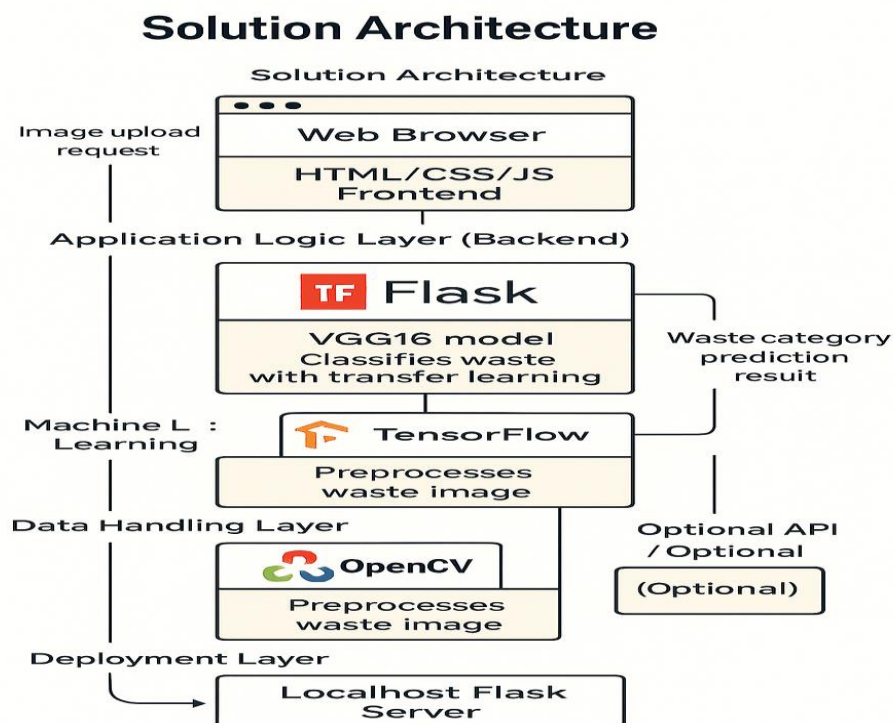 Solution Architecture
Solution Architecture
Image upload
request
Web Browser
HTML/CSS/JS
Frontend
Application Logic Layer (Backend)
TF Flask
VGG16 model
Classifies waste
with transfer learning
Waste category
prediction
resuit
Machine L :
Learning
TensorFlow
Preprocesses
waste image
Data Handling Layer
Optional API
/ Optional
(Optional)
OpenCV
Preprocesses
waste image
Deployment Layer
Localhost Flask
Server